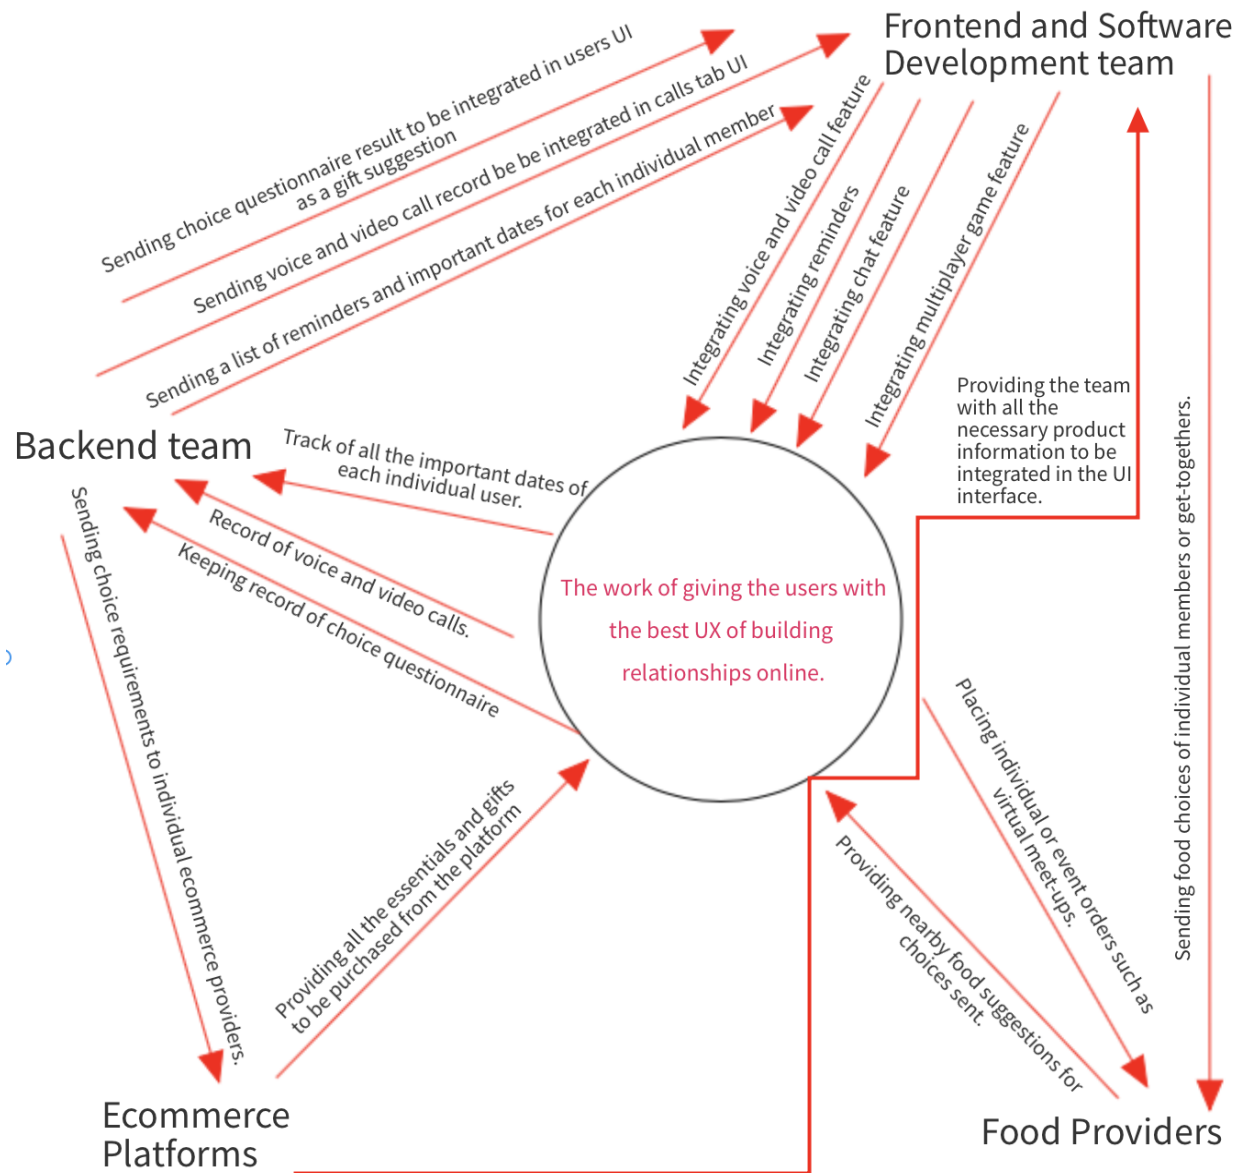 Frontend and Software
Development team
Sending choice questionnaire result to be integrated in users UI
as a gift suggestion
Sending voice and video call record be be integrated in calls tab UI
Sending a list of reminders and important dates for each individual member
Integrating voice and video call feature
Integrating reminders
Integrating chat feature
Integrating multiplayer game feature
Providing the team
with all the
necessary product
information to be
integrated in the UI
interface.
Sending food choices of individual members or get-togethers.
Backend team
Track of all the important dates of
each individual user.
Record of voice and video calls.
Keeping record of choice questionnaire
Sending choice requirements to individual ecommerce providers.
The work of giving the users with
the best UX of building
relationships online.
Placing individual or event orders such as
virtual meet-ups.
Providing all the essentials and gifts
to be purchased from the platform
Providing nearby food suggestions for
choices sent.
Ecommerce
Platforms
Food Providers